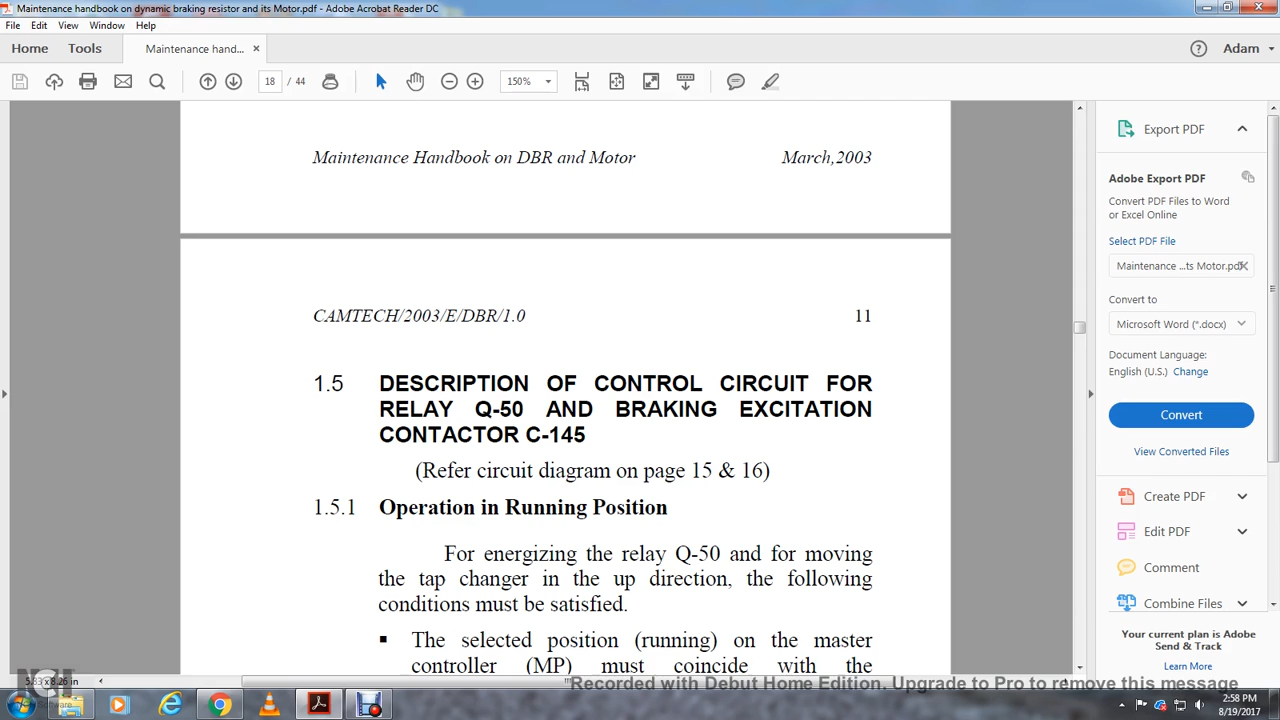 Maintenance handbook on dynamic braking resistor and its Motor.pdf - Adobe Acrobat Reader DC
File Edit View Window Help
Home Tools Maintenance hand... × Adam
18 / 44 150%
Maintenance Handbook on DBR and Motor March,2003
CAMTECH/2003/E/DBR/1.0 11
1.5 DESCRIPTION OF CONTROL CIRCUIT FOR
RELAY Q-50 AND BRAKING EXCITATION
CONTACTOR C-145
(Refer circuit diagram on page 15 & 16)
1.5.1 Operation in Running Position
For energizing the relay Q-50 and for moving
the tap changer in the up direction, the following
conditions must be satisfied.
▪ The selected position (running) on the master
controller (MP) must coincide with the
Export PDF
Adobe Export PDF
Convert PDF Files to Word
or Excel Online
Select PDF File
Maintenance ...ts Motor.pdf
Convert to
Microsoft Word (*.docx)
Document Language:
English (U.S.) Change
Convert
View Converted Files
Create PDF
Edit PDF
Comment
Combine Files
Your current plan is Adobe
Send & Track
Learn More
"Recorded with Debut Home Edition. Upgrade to Pro to remove this message
2:58 PM
8/19/2017